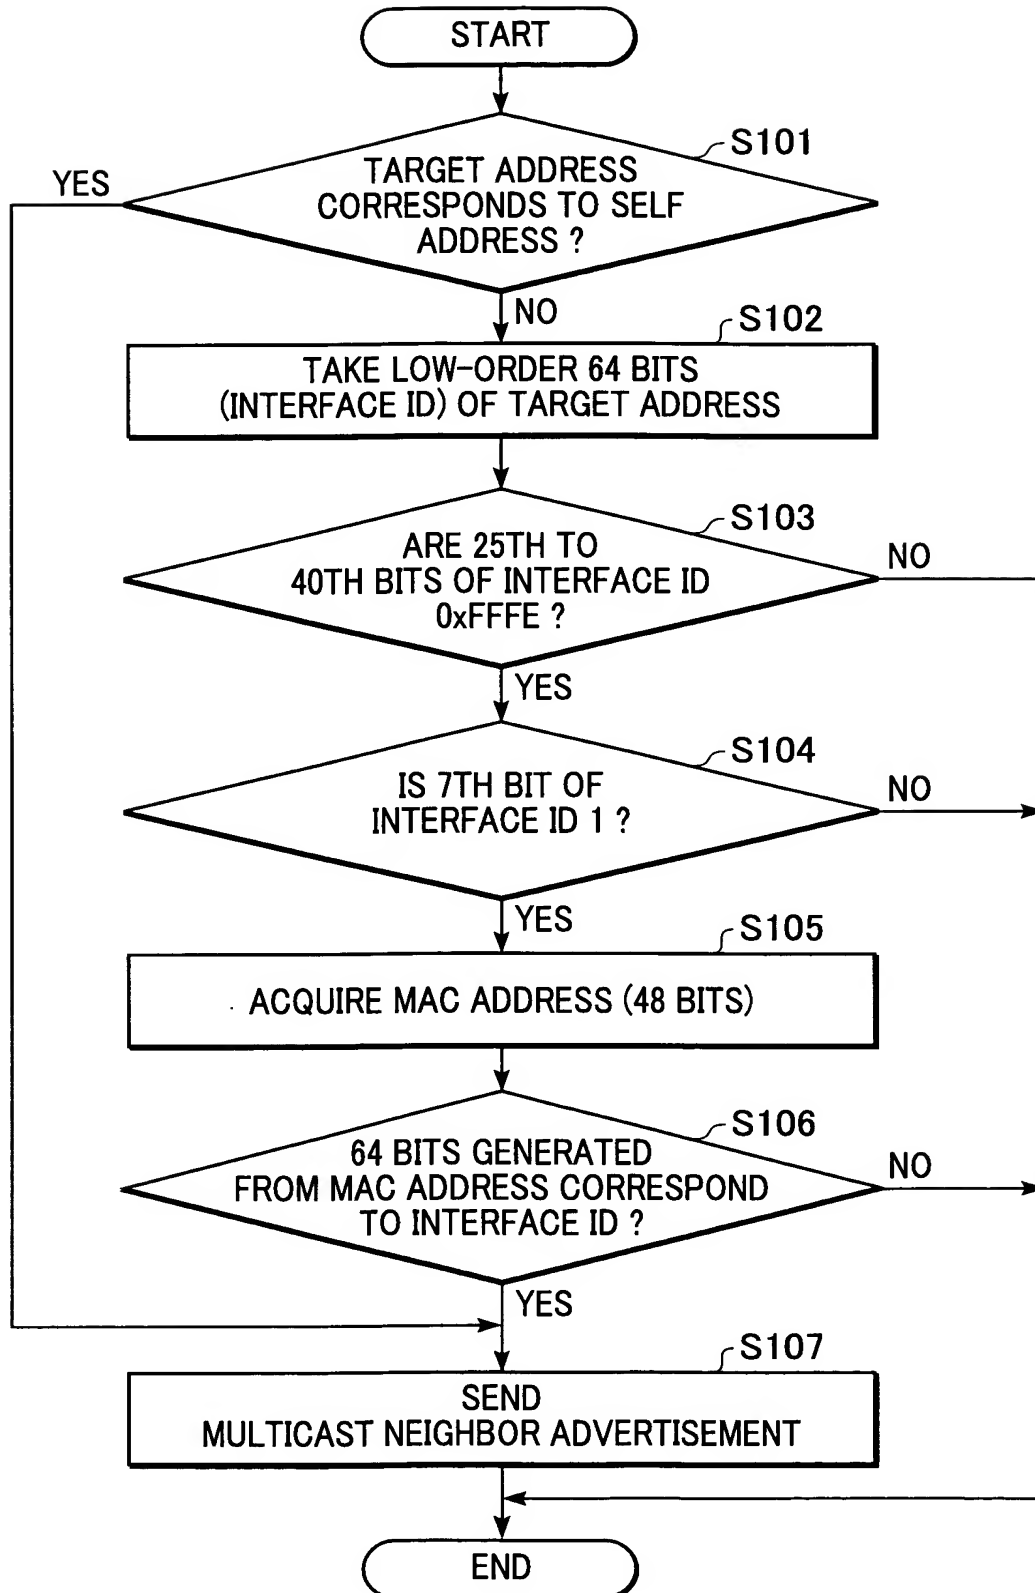 START
S101
YES
TARGET ADDRESS
CORRESPONDS TO SELF
ADDRESS ?
NO
S102
TAKE LOW-ORDER 64 BITS
(INTERFACE ID) OF TARGET ADDRESS
S103
ARE 25TH TO
40TH BITS OF INTERFACE ID
0xFFFE ?
NO
YES
S104
IS 7TH BIT OF
INTERFACE ID 1 ?
NO
YES
S105
ACQUIRE MAC ADDRESS (48 BITS)
S106
64 BITS GENERATED
FROM MAC ADDRESS CORRESPOND
TO INTERFACE ID ?
NO
YES
S107
SEND
MULTICAST NEIGHBOR ADVERTISEMENT
END